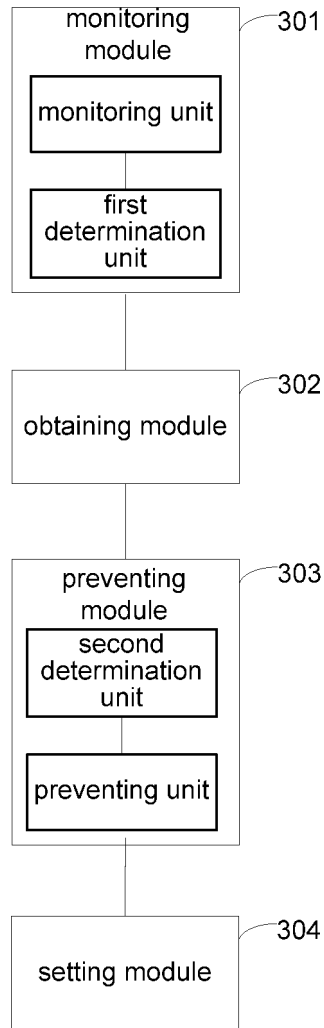 monitoring
module
301
monitoring unit
first
determination
unit
302
obtaining module
303
preventing
module
second
determination
unit
preventing unit
304
setting module